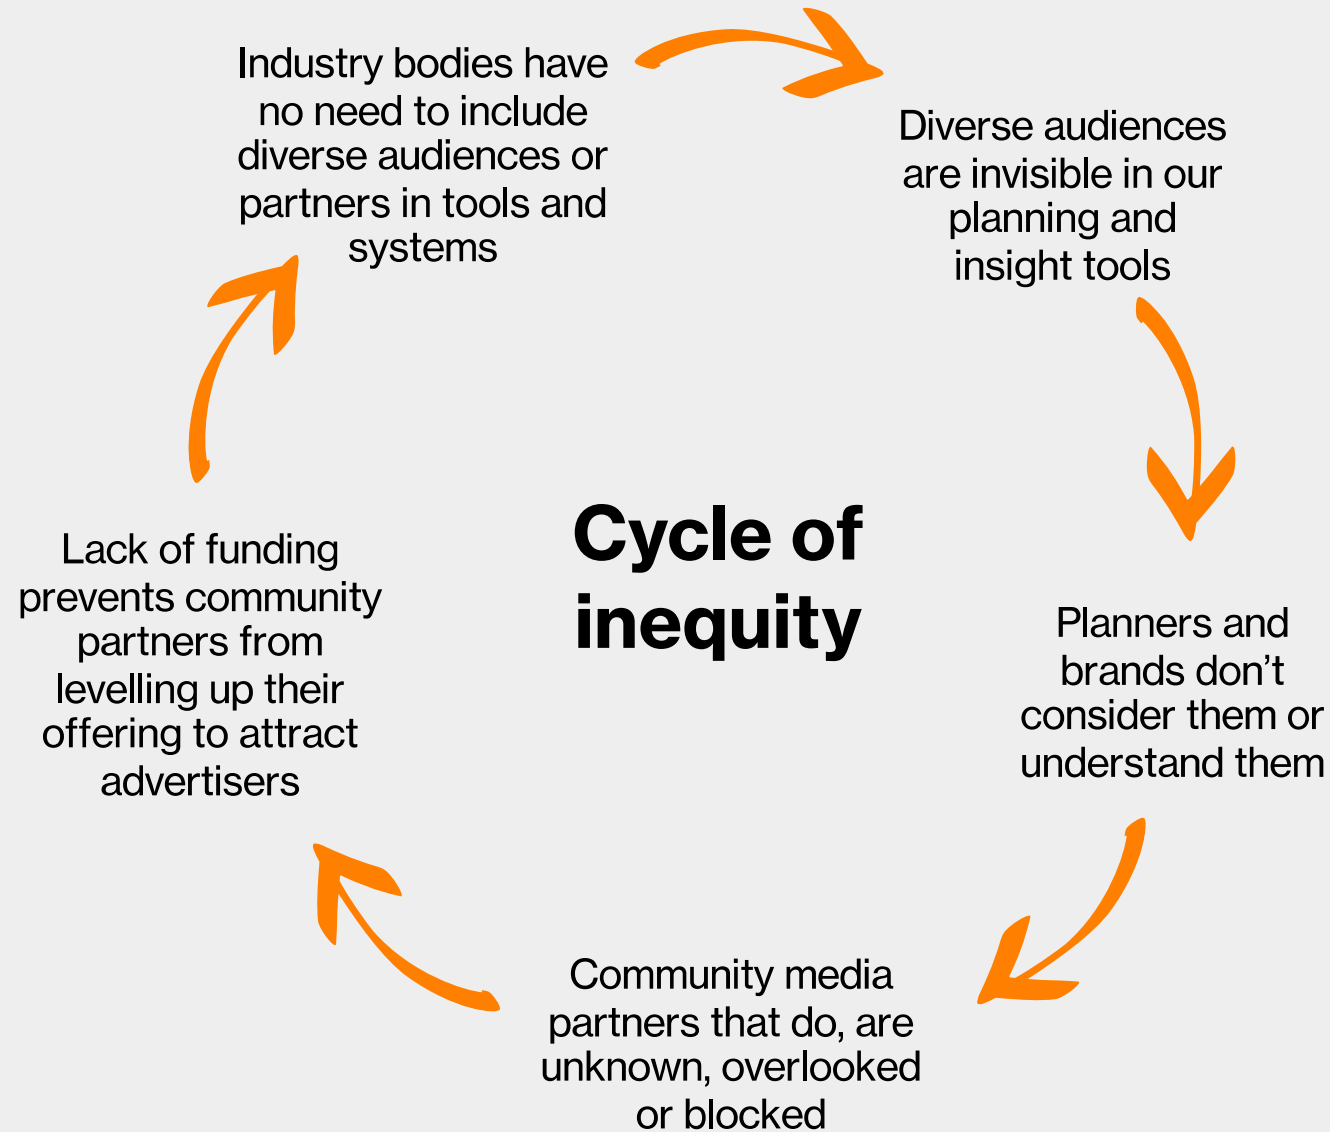 Industry bodies have
no need to include
diverse audiences or
partners in tools and
systems
Diverse audiences
are invisible in our
planning and
insight tools
Planners and
brands don’t
consider them or
understand them
Community media
partners that do, are
unknown, overlooked
or blocked
Lack of funding
prevents community
partners from
levelling up their
offering to attract
advertisers
Cycle of
inequity